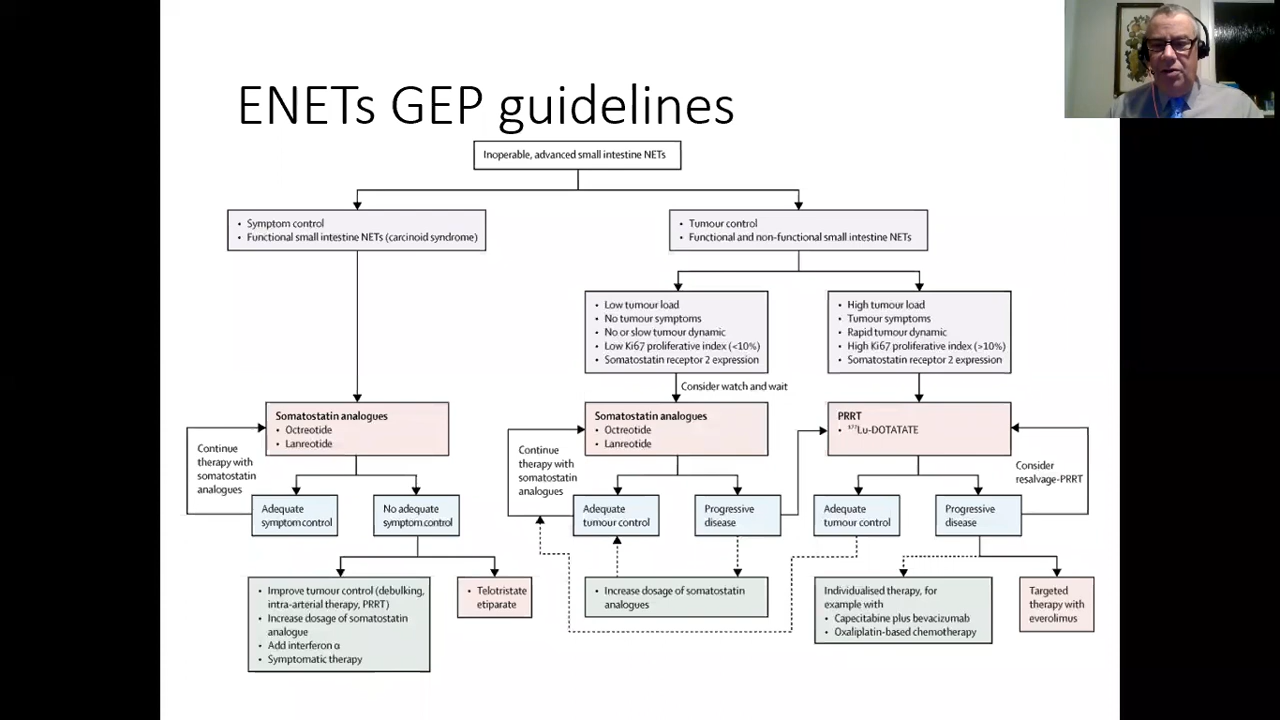 ENETs GEP guidelines
Inoperable, advanced small intestine NETs
• Symptom control
• Functional small intestine NETs (carcinoid syndrome)
• Tumour control
• Functional and non-functional small intestine NETs
• Low tumour load
• No tumour symptoms
• No or slow tumour dynamic
• Low Ki67 proliferative index (<10%)
• Somatostatin receptor 2 expression
• High tumour load
• Tumour symptoms
• Rapid tumour dynamic
• High Ki67 proliferative index (>10%)
• Somatostatin receptor 2 expression
Consider watch and wait
Somatostatin analogues
• Octreotide
• Lanreotide
Somatostatin analogues
• Octreotide
• Lanreotide
PRRT
• ¹⁷⁷Lu-DOTATATE
Continue
therapy with
somatostatin
analogues
Continue
therapy with
somatostatin
analogues
Consider
resalvage-PRRT
Adequate
symptom control
No adequate
symptom control
Adequate
tumour control
Progressive
disease
Adequate
tumour control
Progressive
disease
• Improve tumour control (debulking,
intra-arterial therapy, PRRT)
• Increase dosage of somatostatin
analogue
• Add interferon α
• Symptomatic therapy
• Telotristate
etiparate
• Increase dosage of somatostatin
analogues
Individualised therapy, for
example with
• Capecitabine plus bevacizumab
• Oxaliplatin-based chemotherapy
Targeted
therapy with
everolimus